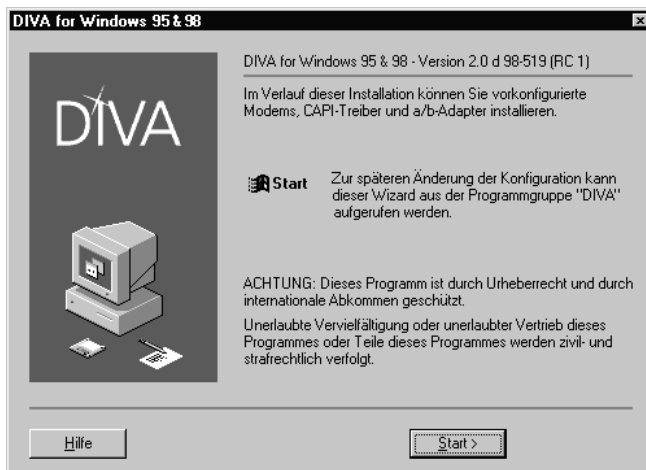 DIVA for Windows 95 & 98
DIVA
DIVA for Windows 95 & 98 - Version 2.0 d 98-519 (RC 1)
Im Verlauf dieser Installation können Sie vorkonfigurierte
Modems, CAPI-Treiber und a/b-Adapter installieren.
Start
Zur späteren Änderung der Konfiguration kann
dieser Wizard aus der Programmgruppe "DIVA"
aufgerufen werden.
ACHTUNG: Dieses Programm ist durch Urheberrecht und durch
internationale Abkommen geschützt.
Unerlaubte Vervielfältigung oder unerlaubter Vertrieb dieses
Programmes oder Teile dieses Programmes werden zivil- und
strafrechtlich verfolgt.
Hilfe
Start >